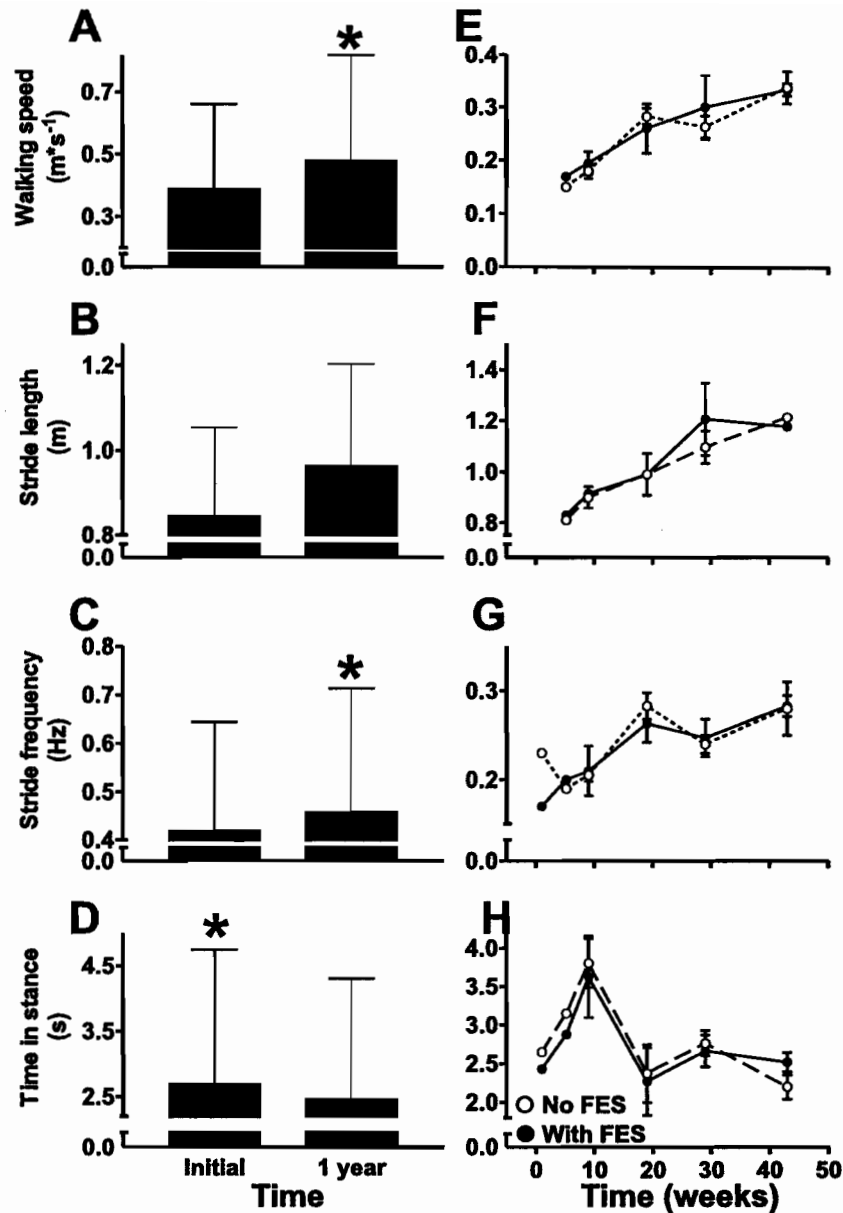 A
*
Walking speed
(m*s-1)
0.7
0.5
0.3
0.0
E
0.4
0.3
0.2
0.1
0.0
B
Stride length
(m)
1.2
1.0
0.8
0.0
F
1.4
1.2
1.0
0.8
0.0
C
*
Stride frequency
(Hz)
0.8
0.7
0.6
0.5
0.4
0.0
G
0.3
0.2
0.0
D
*
Time in stance
(s)
4.5
3.5
2.5
0.0
Initial 1 year
Time
H
4.0
3.5
3.0
2.5
2.0
0.0
No FES
With FES
0 10 20 30 40 50
Time (weeks)